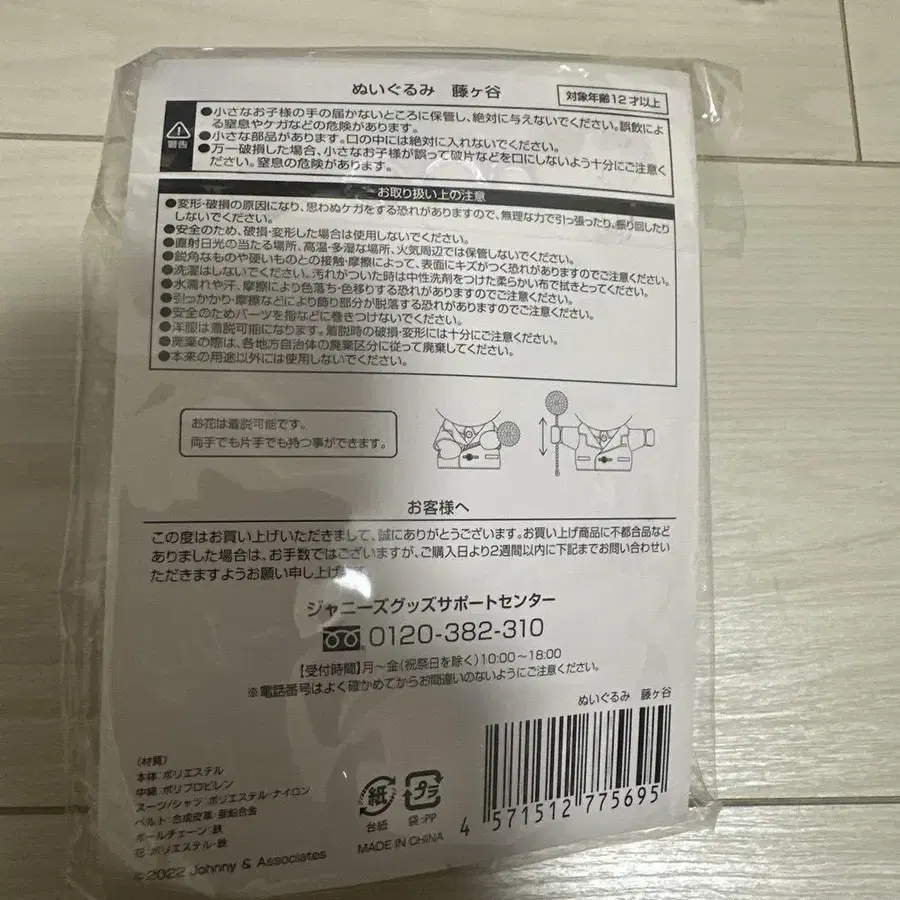 ぬいぐるみ 藤ヶ谷
対象年齢12才以上
警告
●小さなお子様の手の届かないところに保管し、絶対に与えないでください。誤飲によ
る窒息やケガなどの危険があります。
●小さな部品があります。口の中には絶対に入れないでください。
●万一破損した場合、小さなお子様が誤って破片などを口にしないよう十分にご注意く
ださい。窒息の危険があります。
お取り扱い上の注意
●変形・破損の原因になり、思わぬケガをする恐れがありますので、無理な力で引っ張ったり、振り回したり
しないでください。
●安全のため、破損・変形した場合は使用しないでください。
●直射日光の当たる場所、高温・多湿な場所、火気周辺では保管しないでください。
●鋭角なものや硬いものとの接触・摩擦によって、表面にキズがつく恐れがありますのでご注意ください。
●洗濯はしないでください。汚れがついた時は中性洗剤をつけた柔らかい布で拭きとってください。
●水濡れや汗、摩擦により色落ち・色移りする恐れがありますのでご注意ください。
●引っかかり・摩擦などにより飾り部分が脱落する恐れがありますのでご注意ください。
●安全のためパーツを指などに巻きつけないでください。
●洋服は着脱可能になります。着脱時の破損・変形には十分にご注意ください。
●廃棄の際は、各地方自治体の廃棄区分に従って廃棄してください。
●本来の用途以外には使用しないでください。
お花は着脱可能です。
両手でも片手でも持つ事ができます。
お客様へ
この度はお買い上げいただきまして、誠にありがとうございます。お買い上げ商品に不都合品など
ありました場合は、お手数ではございますが、ご購入日より2週間以内に下記までお問い合わせい
ただきますようお願い申し上げます。
ジャニーズグッズサポートセンター
0120-382-310
【受付時間】月～金(祝祭日を除く)10:00～18:00
※電話番号はよく確かめてからお間違いのないようにご注意ください。
ぬいぐるみ 藤ヶ谷
〈材質〉
本体:ポリエステル
中綿:ポリプロピレン
スーツ/シャツ:ポリエステル・ナイロン
ベルト:合成皮革・亜鉛合金
ボールチェーン:鉄
花:ポリエステル・鉄
©2022 Johnny & Associates
紙
台紙
プラ
袋:PP
MADE IN CHINA
4 571512 775695